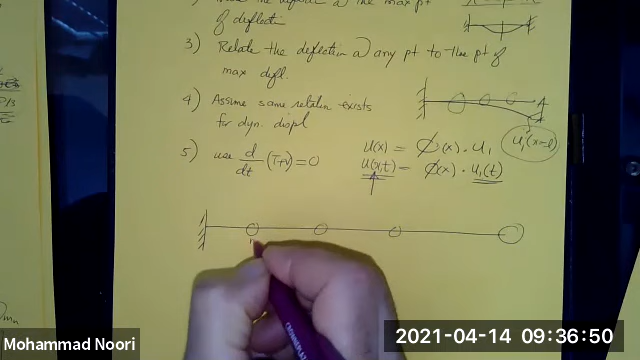 of deflection
3) Relate the deflection @ any pt to the pt of
max defl.
4) Assume same relation exists
for dyn. displ
u₁(x=l)
5) use d/dt (T+V) = 0
u(x) = ∅(x) · u₁
u(x,t) = ∅(x) · u₁(t)
Mohammad Noori
2021-04-14 09:36:50